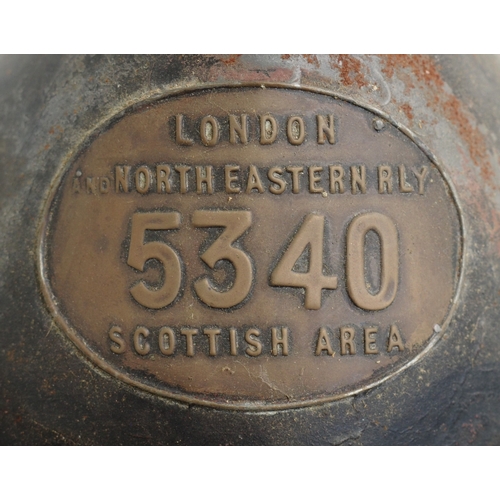 LONDON
AND NORTH EASTERN RLY
5340
SCOTTISH AREA